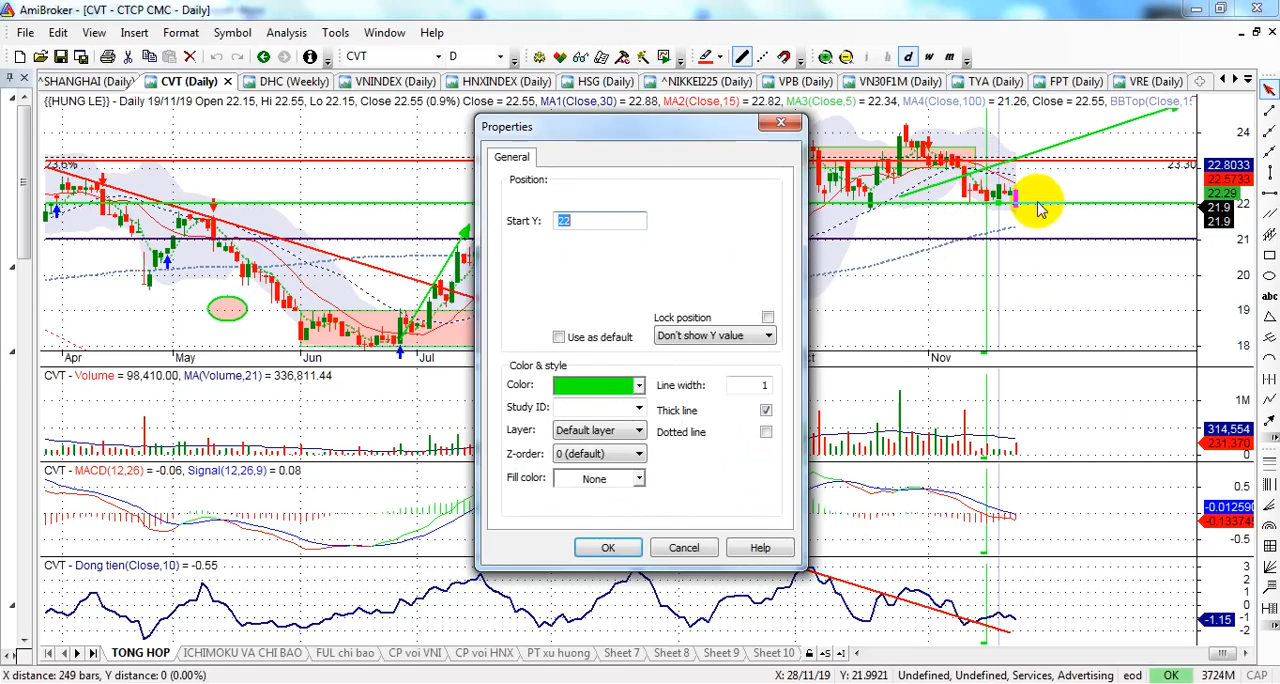 AmiBroker - [CVT - CTCP CMC - Daily]
File Edit View Insert Format Symbol Analysis Tools Window Help
CVT D i h d w m
^SHANGHAI (Daily) CVT (Daily) DHC (Weekly) VNINDEX (Daily) HNXINDEX (Daily) HSG (Daily) ^NIKKEI225 (Daily) VPB (Daily) VN30F1M (Daily) TYA (Daily) FPT (Daily) VRE (Daily)
{{HUNG LE}} - Daily 19/11/19 Open 22.15, Hi 22.55, Lo 22.15, Close = 22.55 (0.9%) Close = 22.55, MA1(Close,30) = 22.88, MA2(Close,15) = 22.82, MA3(Close,5) = 22.34, MA4(Close,100) = 21.26, Close = 22.55, BBTop(Close,15
Properties
General
Position:
Start Y: 22
Lock position
Use as default
Don't show Y value
Color & style
Color:
Line width: 1
Study ID:
Thick line
Layer: Default layer
Dotted line
Z-order: 0 (default)
Fill color: None
OK Cancel Help
23.6%
23.30
24
22.8033
22.5733
22.29
22
21.9
21.9
21
20
19
18
Apr May Jun Jul Nov
CVT - Volume = 98,410.00, MA(Volume,21) = 336,811.44
1M
314,554
231,370
CVT - MACD(12,26) = -0.06, Signal(12,26,9) = 0.08
0.5
-0.012590
-0.133745
-0.5
CVT - Dong tien(Close,10) = -0.55
3
2
1
0
-1.15
-2
TONG HOP ICHIMOKU VA CHI BAO FUL chi bao CP voi VNI CP voi HNX PT xu huong Sheet 7 Sheet 8 Sheet 9 Sheet 10
X distance: 249 bars, Y distance: 0 (0.00%) X: 28/11/19 Y: 21.9921 Undefined, Undefined, Services, Advertising eod OK 3724M CAP
abc